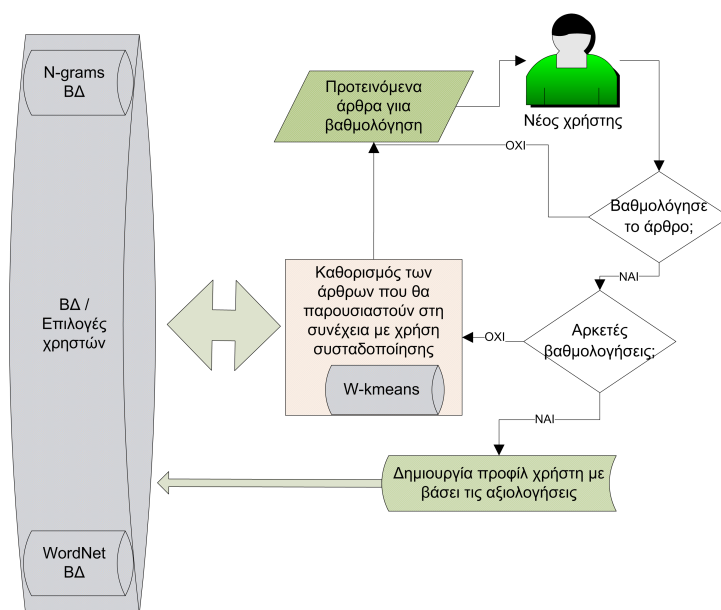 N-grams
ΒΔ
Προτεινόμενα
άρθρα γιια
βαθμολόγηση
Νέος χρήστης
ΟΧΙ
Βαθμολόγησε
το άρθρο;
ΝΑΙ
Καθορισμός των
άρθρων που θα
παρουσιαστούν στη
συνέχεια με χρήση
συσταδοποίησης
W-kmeans
ΒΔ /
Επιλογές
χρηστών
ΟΧΙ
Αρκετές
βαθμολογήσεις;
ΝΑΙ
Δημιουργία προφίλ χρήστη με
βάσει τις αξιολογήσεις
WordNet
ΒΔ